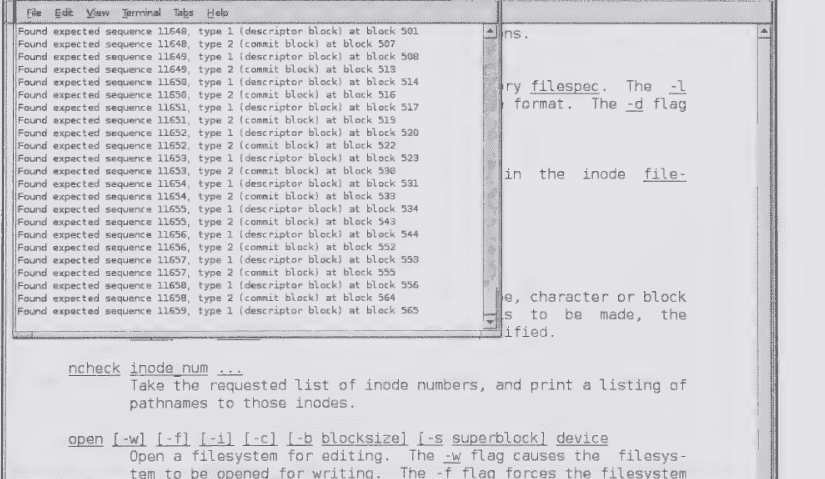 File Edit View Terminal Tabs Help
Found expected sequence 11648, type 1 (descriptor block) at block 501
Found expected sequence 11648, type 2 (commit block) at block 507
Found expected sequence 11649, type 1 (descriptor block) at block 508
Found expected sequence 11649, type 2 (commit block) at block 513
Found expected sequence 11650, type 1 (descriptor block) at block 514
Found expected sequence 11650, type 2 (commit block) at block 516
Found expected sequence 11651, type 1 (descriptor block) at block 517
Found expected sequence 11651, type 2 (commit block) at block 519
Found expected sequence 11652, type 1 (descriptor block) at block 520
Found expected sequence 11652, type 2 (commit block) at block 522
Found expected sequence 11653, type 1 (descriptor block) at block 523
Found expected sequence 11653, type 2 (commit block) at block 530
Found expected sequence 11654, type 1 (descriptor block) at block 531
Found expected sequence 11654, type 2 (commit block) at block 533
Found expected sequence 11655, type 1 (descriptor block) at block 534
Found expected sequence 11655, type 2 (commit block) at block 543
Found expected sequence 11656, type 1 (descriptor block) at block 544
Found expected sequence 11656, type 2 (commit block) at block 552
Found expected sequence 11657, type 1 (descriptor block) at block 553
Found expected sequence 11657, type 2 (commit block) at block 555
Found expected sequence 11658, type 1 (descriptor block) at block 556
Found expected sequence 11658, type 2 (commit block) at block 564
Found expected sequence 11659, type 1 (descriptor block) at block 565
ns.
ry filespec. The -l
format. The -d flag
in the inode file-
e, character or block
s to be made, the
ified.
ncheck inode_num ...
Take the requested list of inode numbers, and print a listing of
pathnames to those inodes.
open [-w] [-f] [-i] [-c] [-b blocksize] [-s superblock] device
Open a filesystem for editing. The -w flag causes the filesys-
tem to be opened for writing. The -f flag forces the filesystem